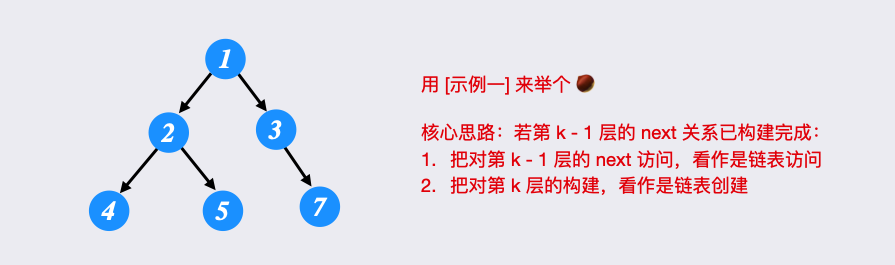 1
2
3
4
5
7
用 [示例一] 来举个 🌰
核心思路：若第 k - 1 层的 next 关系已构建完成：
1. 把对第 k - 1 层的 next 访问，看作是链表访问
2. 把对第 k 层的构建，看作是链表创建